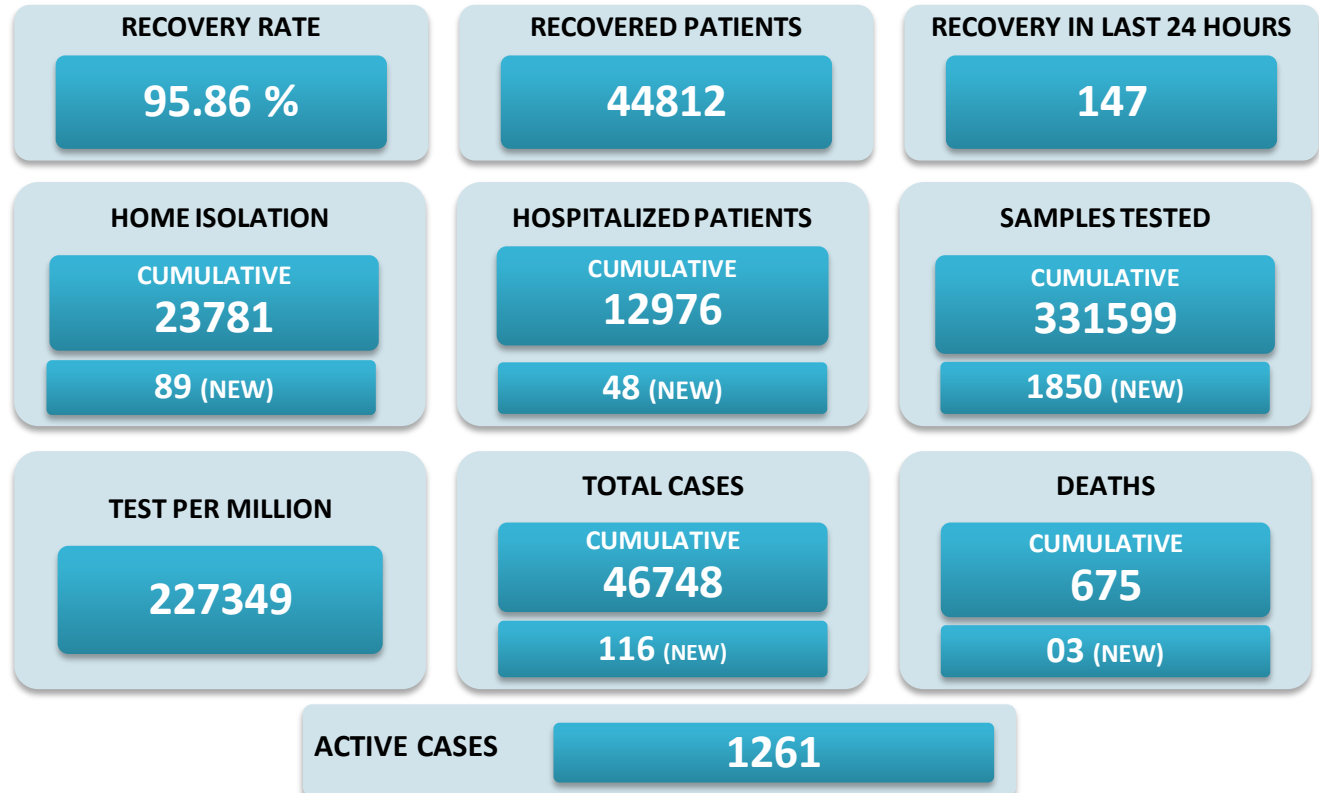 RECOVERY RATE
95.86 %
RECOVERED PATIENTS
44812
RECOVERY IN LAST 24 HOURS
147
HOME ISOLATION
CUMULATIVE
23781
89 (NEW)
HOSPITALIZED PATIENTS
CUMULATIVE
12976
48 (NEW)
SAMPLES TESTED
CUMULATIVE
331599
1850 (NEW)
TEST PER MILLION
227349
TOTAL CASES
CUMULATIVE
46748
116 (NEW)
DEATHS
CUMULATIVE
675
03 (NEW)
ACTIVE CASES
1261